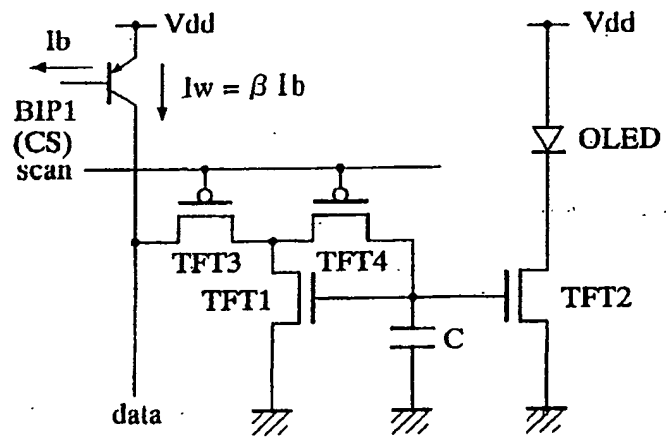 Ib
Vdd
Vdd
Iw = β Ib
BIP1
(CS)
scan
OLED
TFT3
TFT4
TFT1
TFT2
C
data